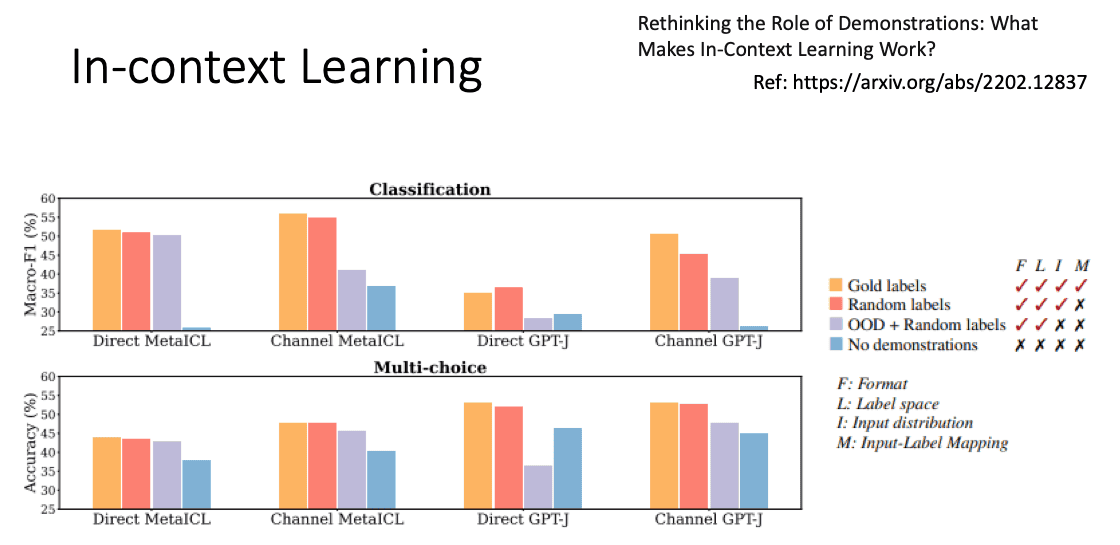 In-context Learning
Rethinking the Role of Demonstrations: What
Makes In-Context Learning Work?
Ref: https://arxiv.org/abs/2202.12837
Classification
Macro-F1 (%)
60
55
50
45
40
35
30
25
Direct MetaICL Channel MetaICL Direct GPT-J Channel GPT-J
Multi-choice
Accuracy (%)
60
55
50
45
40
35
30
25
Direct MetaICL Channel MetaICL Direct GPT-J Channel GPT-J
F L I M
Gold labels ✓ ✓ ✓ ✓
Random labels ✓ ✓ ✓ ✗
OOD + Random labels ✓ ✓ ✗ ✗
No demonstrations ✗ ✗ ✗ ✗
F: Format
L: Label space
I: Input distribution
M: Input-Label Mapping